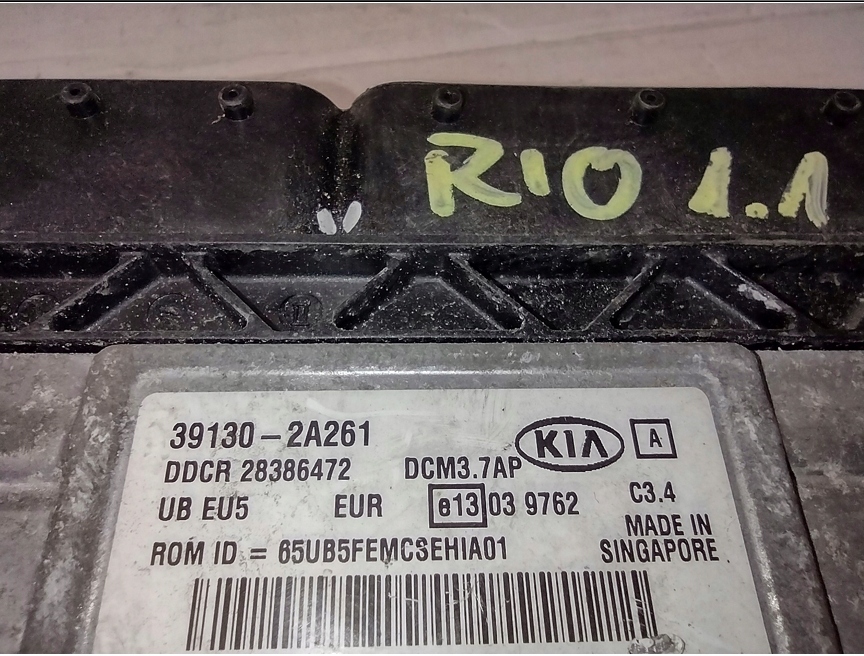 RIO 1.1
39130-2A261
KIA
A
DDCR 28386472 DCM3.7AP
UB EU5 EUR e13 03 9762 C3.4
MADE IN
ROM ID = 65UB5FEMCSEHIA01 SINGAPORE